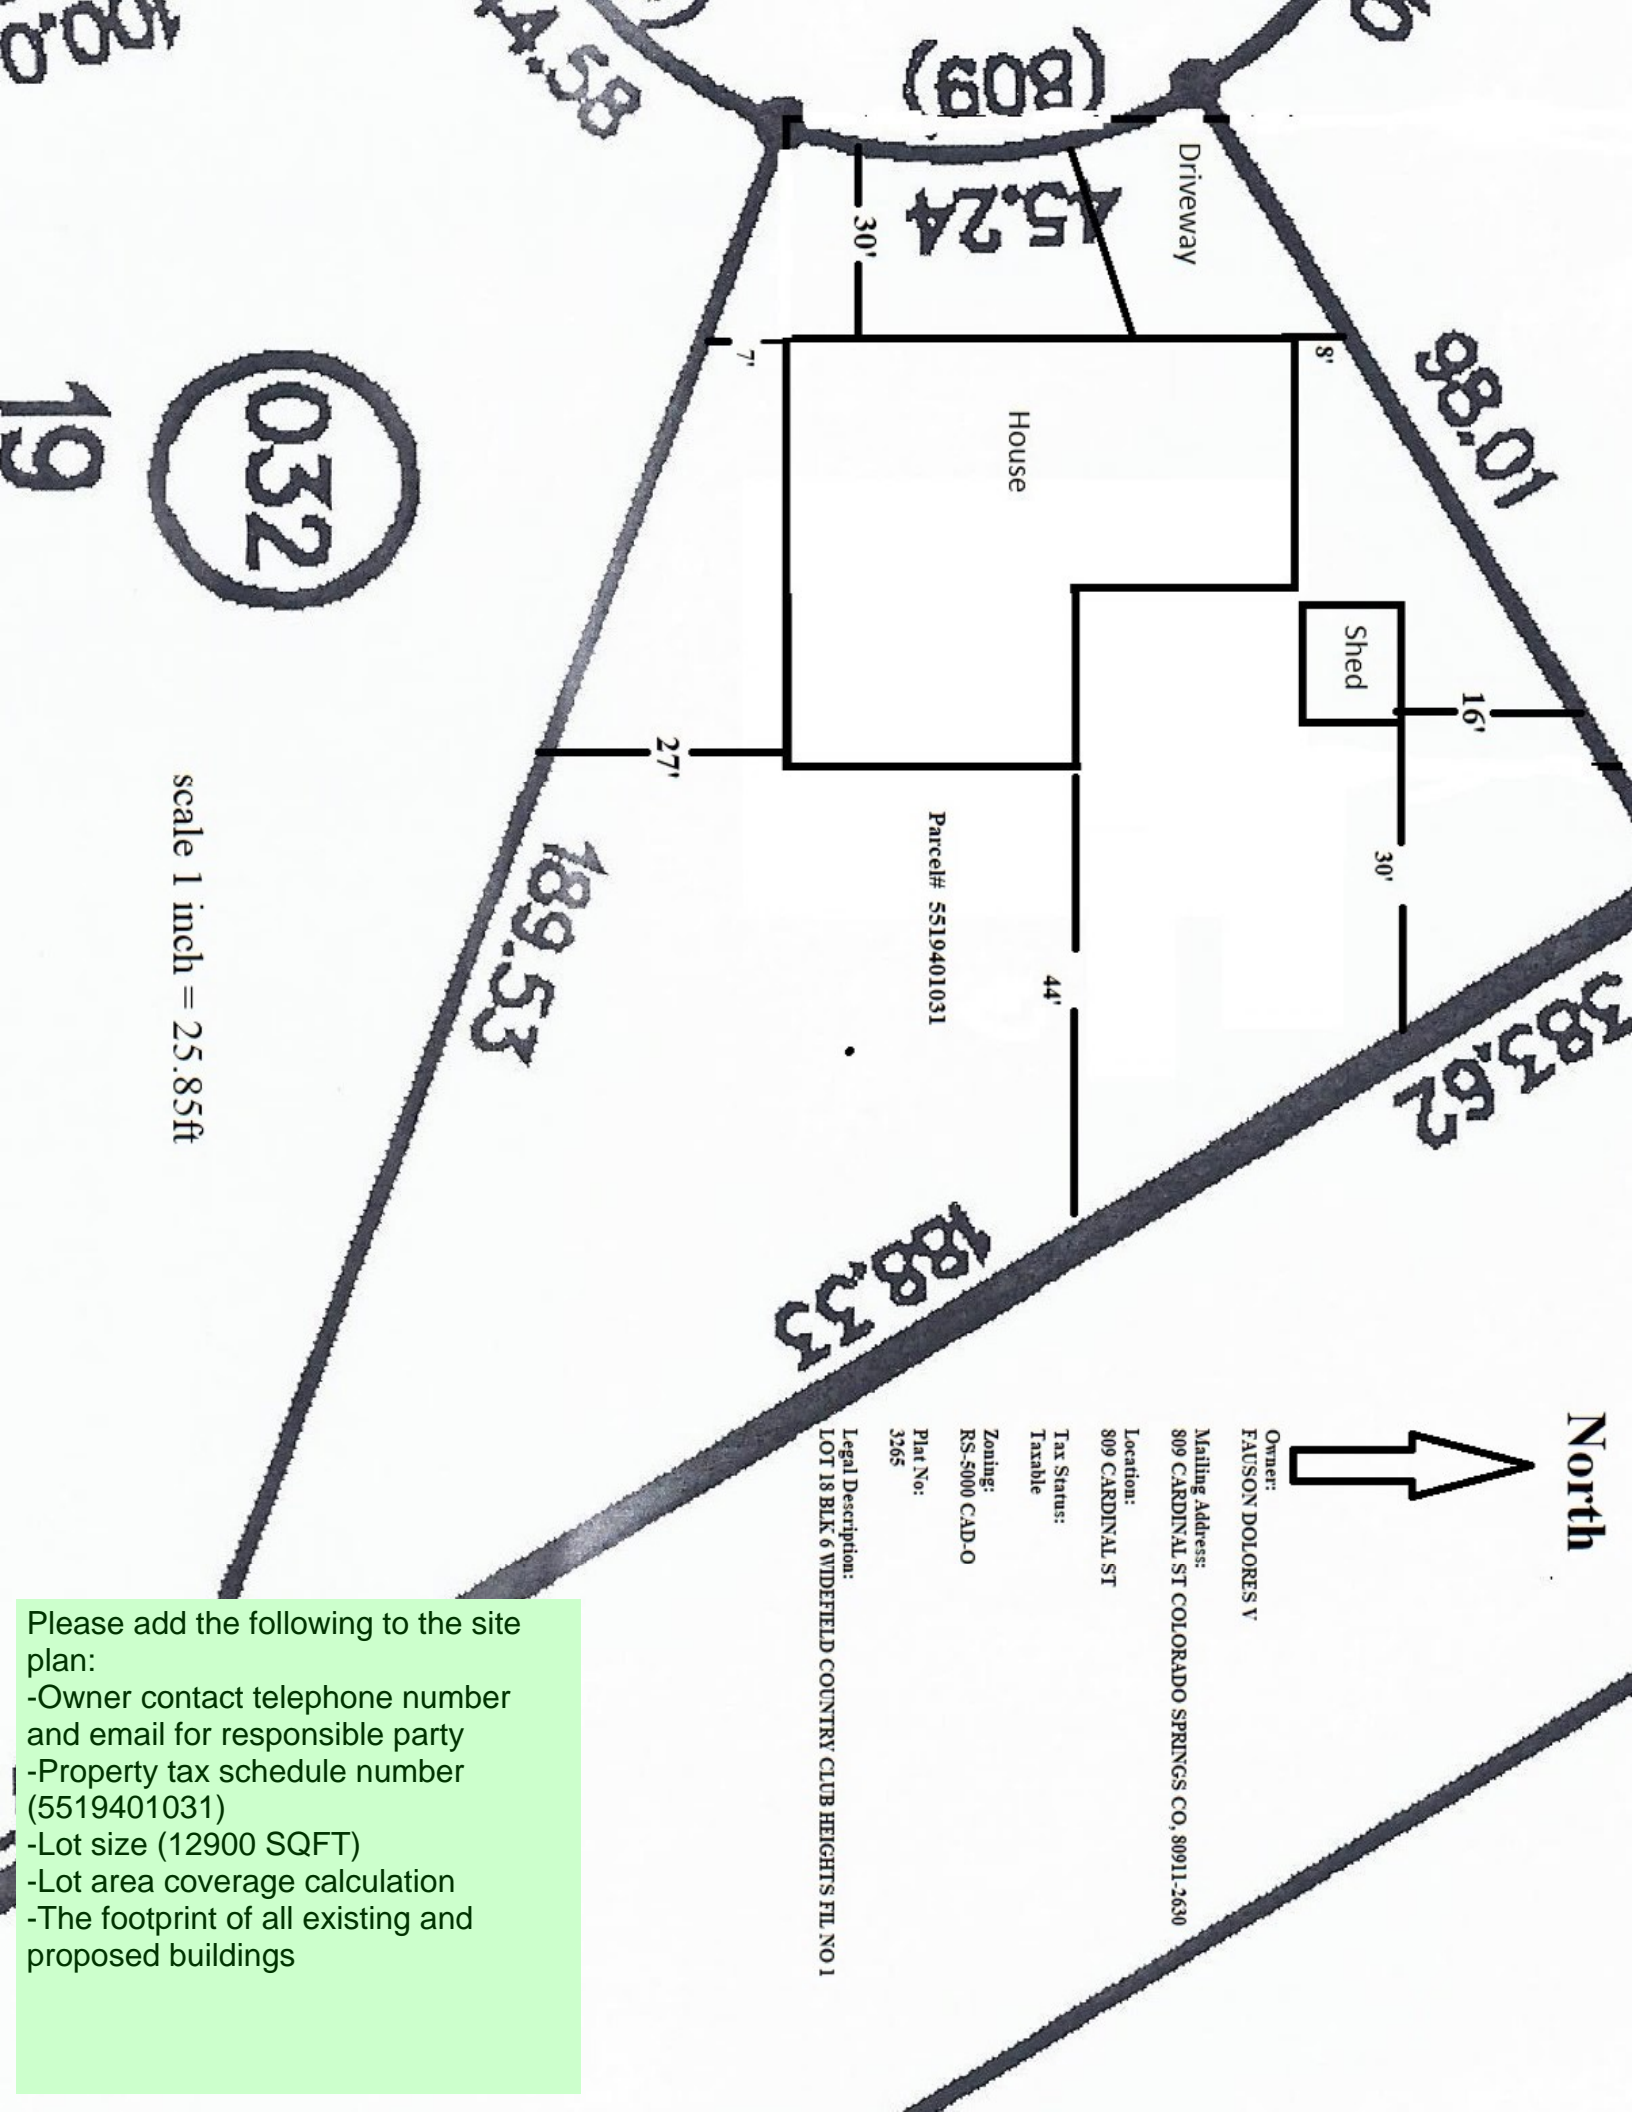 100.0
44.58
(809)
45.24
Driveway
30'
7'
8'
98.01
House
032
19
Shed
16'
27'
30'
Parcel# 5519401031
44'
189.53
scale 1 inch = 25.85ft
383.62
188.33
North
Owner:
FAUSON DOLORES V
Mailing Address:
809 CARDINAL ST COLORADO SPRINGS CO, 80911-2630
Location:
809 CARDINAL ST
Tax Status:
Taxable
Zoning:
RS-5000 CAD-O
Plat No:
3265
Legal Description:
LOT 18 BLK 6 WIDEFIELD COUNTRY CLUB HEIGHTS FIL NO 1
Please add the following to the site
plan:
-Owner contact telephone number
and email for responsible party
-Property tax schedule number
(5519401031)
-Lot size (12900 SQFT)
-Lot area coverage calculation
-The footprint of all existing and
proposed buildings